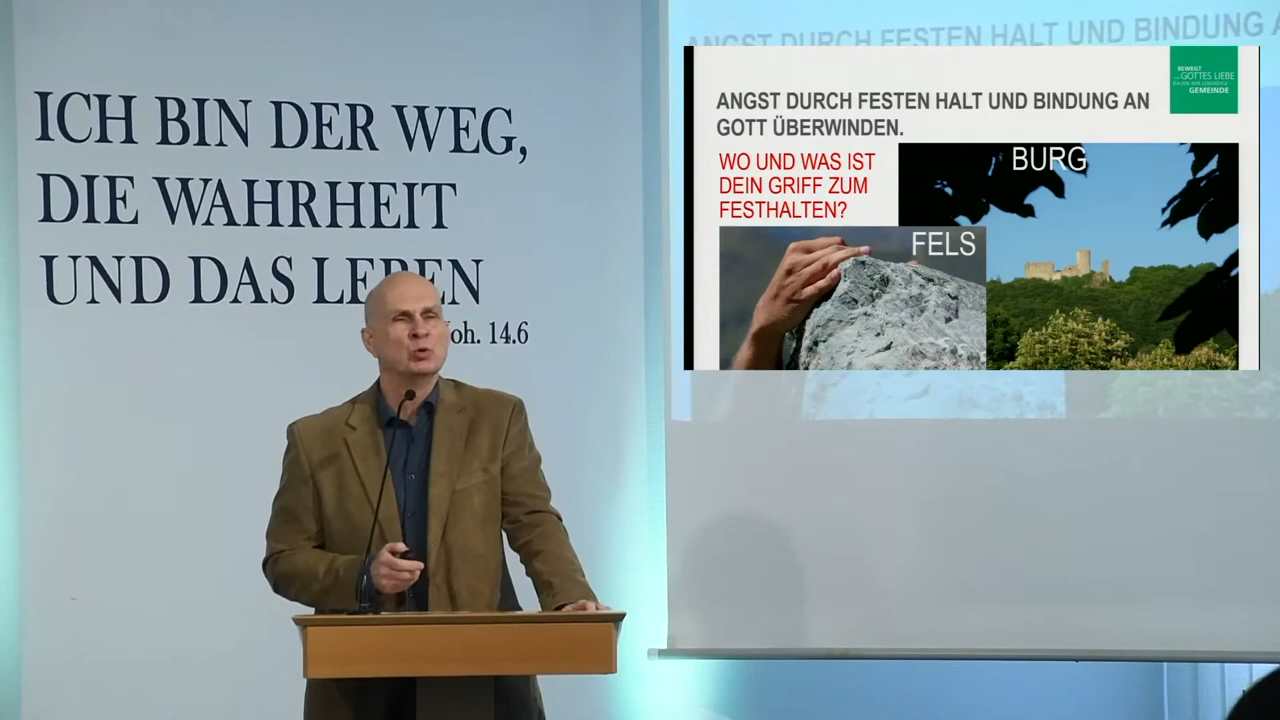 ICH BIN DER WEG,
DIE WAHRHEIT
UND DAS LEBEN
Joh. 14.6
ANGST DURCH FESTEN HALT UND BINDUNG A
BEWEGT
GOTTES LIEBE
GEMEINDE
ANGST DURCH FESTEN HALT UND BINDUNG AN
GOTT ÜBERWINDEN.
WO UND WAS IST
DEIN GRIFF ZUM
FESTHALTEN?
BURG
FELS